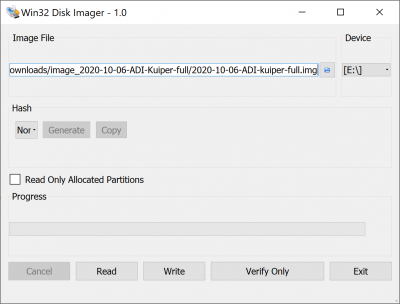 Win32 Disk Imager - 1.0
Image File
Device
ownloads/image_2020-10-06-ADI-Kuiper-full/2020-10-06-ADI-kuiper-full.img
[E:\]
Hash
Nor
Generate
Copy
Read Only Allocated Partitions
Progress
Cancel
Read
Write
Verify Only
Exit